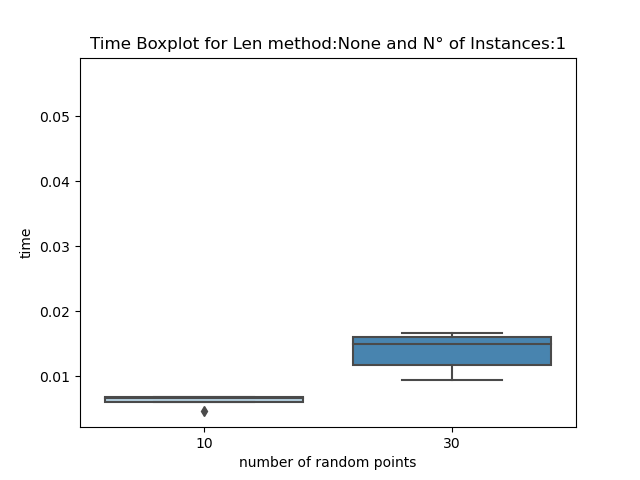 Time Boxplot for Len method:None and N° of Instances:1
0.05
0.04
0.03
0.02
0.01
time
10 30
number of random points